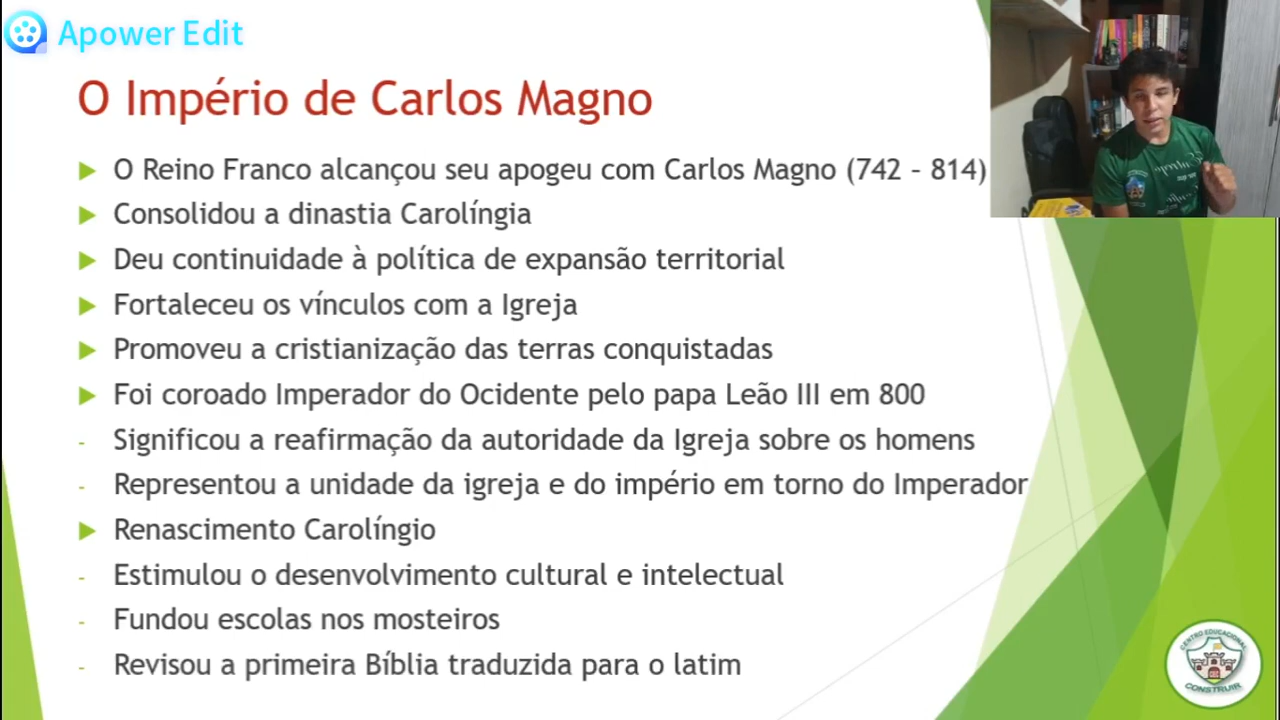 Apower Edit
O Império de Carlos Magno
O Reino Franco alcançou seu apogeu com Carlos Magno (742 – 814)
Consolidou a dinastia Carolíngia
Deu continuidade à política de expansão territorial
Fortaleceu os vínculos com a Igreja
Promoveu a cristianização das terras conquistadas
Foi coroado Imperador do Ocidente pelo papa Leão III em 800
- Significou a reafirmação da autoridade da Igreja sobre os homens
- Representou a unidade da igreja e do império em torno do Imperador
Renascimento Carolíngio
- Estimulou o desenvolvimento cultural e intelectual
- Fundou escolas nos mosteiros
- Revisou a primeira Bíblia traduzida para o latim
CENTRO EDUCACIONAL
CEC
CONSTRUIR